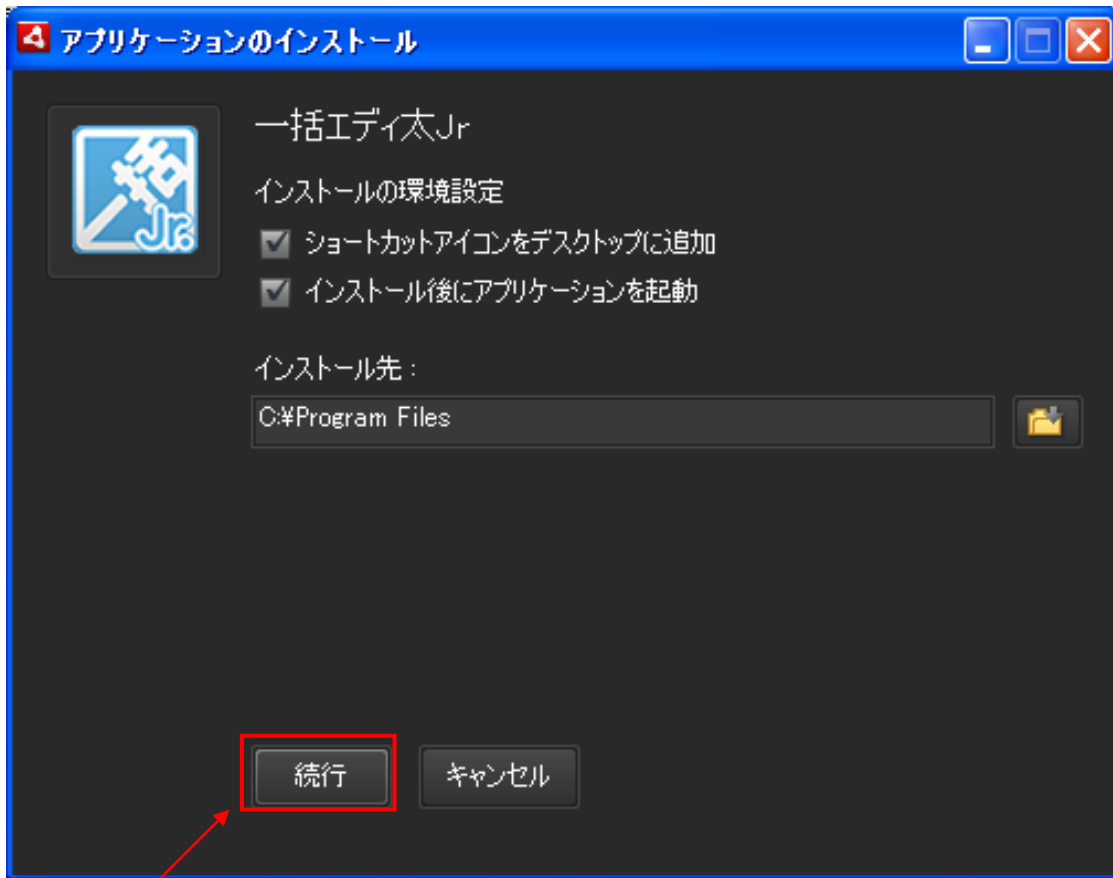 アプリケーションのインストール
一括エディ太Jr
括Jr.
インストールの環境設定
ショートカットアイコンをデスクトップに追加
インストール後にアプリケーションを起動
インストール先：
C:¥Program Files
続行
キャンセル